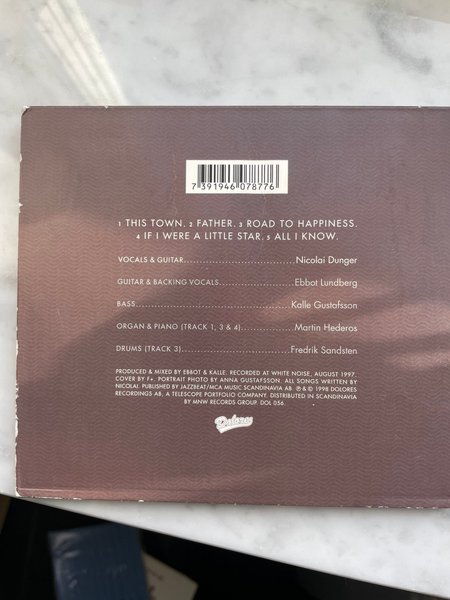 7 391946 078776
1 THIS TOWN. 2 FATHER. 3 ROAD TO HAPPINESS.
4 IF I WERE A LITTLE STAR. 5 ALL I KNOW.
VOCALS & GUITAR..............................Nicolai Dunger
GUITAR & BACKING VOCALS....................Ebbot Lundberg
BASS..........................................Kalle Gustafsson
ORGAN & PIANO (TRACK 1, 3 & 4)................Martin Hederos
DRUMS (TRACK 3)..............................Fredrik Sandsten
PRODUCED & MIXED BY EBBOT & KALLE. RECORDED AT WHITE NOISE, AUGUST 1997.
COVER BY F+. PORTRAIT PHOTO BY ANNA GUSTAFSSON. ALL SONGS WRITTEN BY
NICOLAI. PUBLISHED BY JAZZBEAT/MCA MUSIC SCANDINAVIA AB. ℗ & © 1998 DOLORES
RECORDINGS AB, A TELESCOPE PORTFOLIO COMPANY. DISTRIBUTED IN SCANDINAVIA
BY MNW RECORDS GROUP. DOL 056.
Dolores